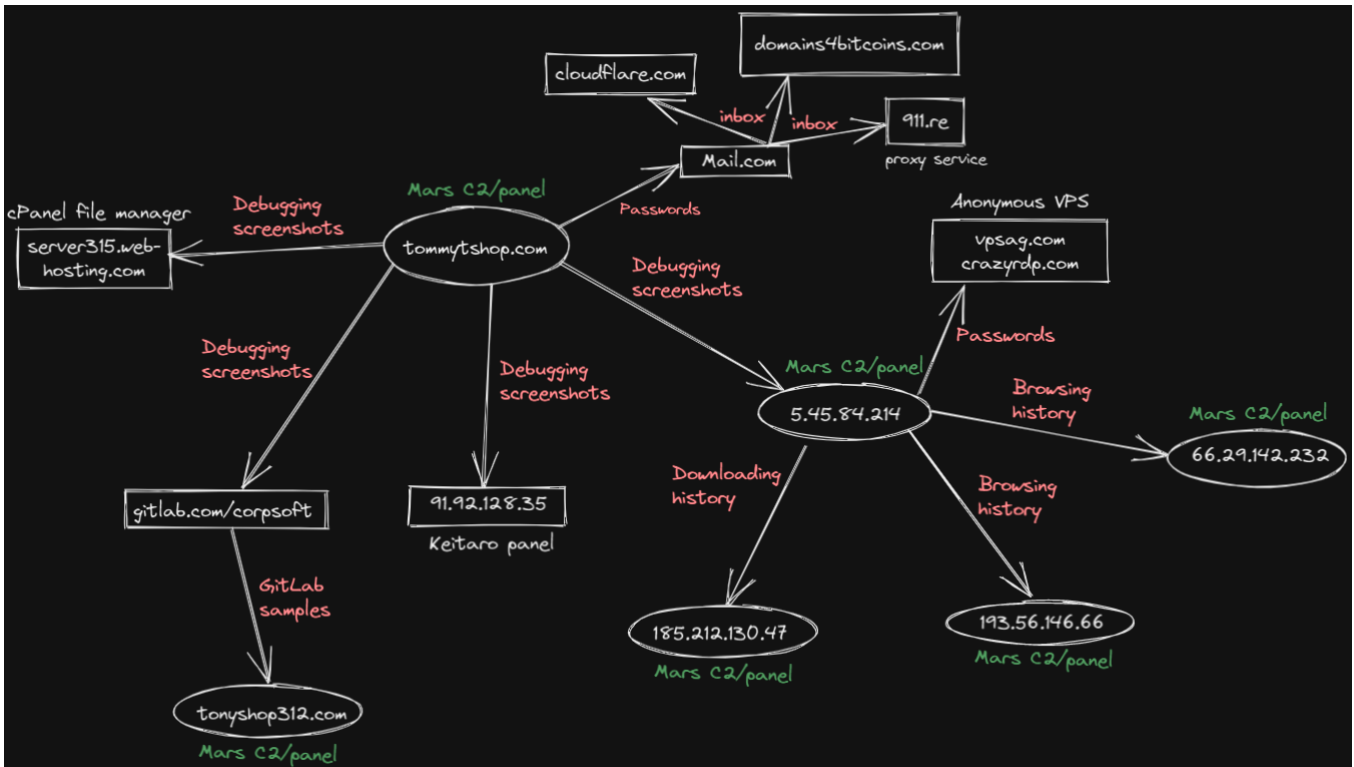 domains4bitcoins.com
cloudflare.com
inbox
inbox
911.re
proxy service
Mail.com
Mars C2/panel
Passwords
cPanel file manager
Debugging
screenshots
server315.web-
hosting.com
tommytshop.com
Anonymous VPS
vpsag.com
crazyrdp.com
Debugging
screenshots
Passwords
Debugging
screenshots
Debugging
screenshots
Mars C2/panel
5.45.84.214
Browsing
history
Mars C2/panel
66.29.142.232
Downloading
history
Browsing
history
gitlab.com/corpsoft
91.92.128.35
Keitaro panel
GitLab
samples
185.212.130.47
Mars C2/panel
193.56.146.66
Mars C2/panel
tonyshop312.com
Mars C2/panel